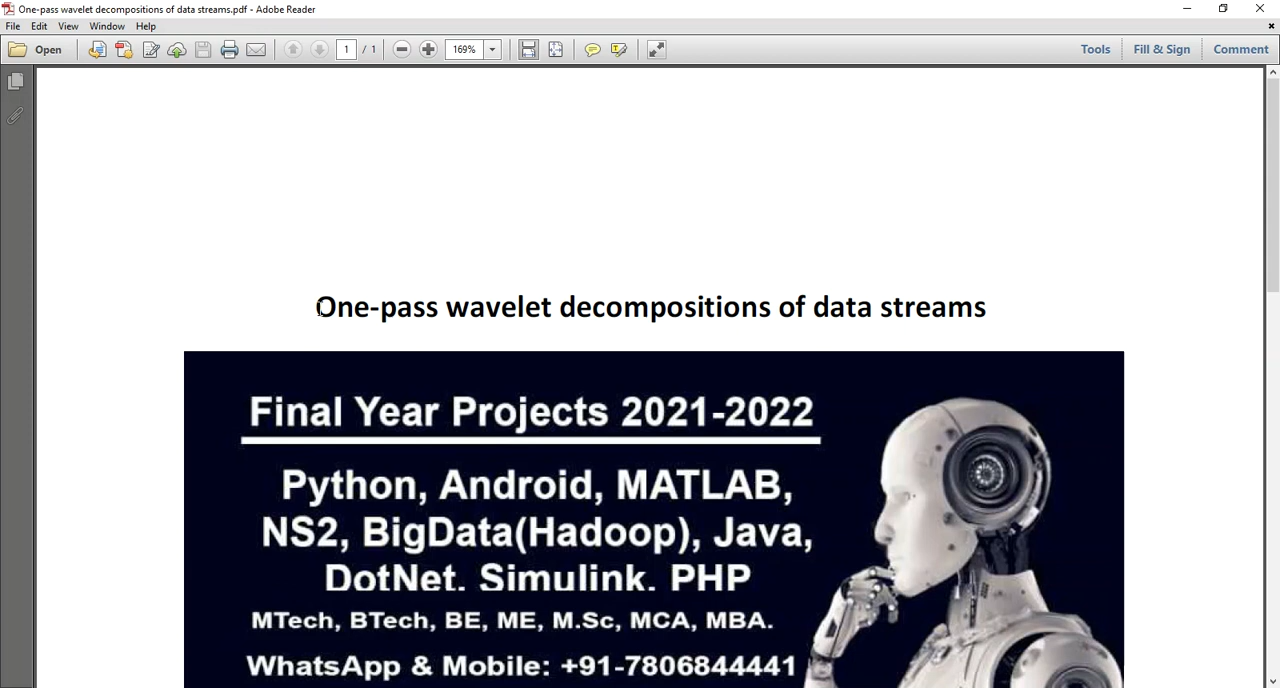 One-pass wavelet decompositions of data streams.pdf - Adobe Reader
File Edit View Window Help
Open 1 / 1 169% Tools Fill & Sign Comment
One-pass wavelet decompositions of data streams
Final Year Projects 2021-2022
Python, Android, MATLAB,
NS2, BigData(Hadoop), Java,
DotNet, Simulink, PHP
MTech, BTech, BE, ME, M.Sc, MCA, MBA.
WhatsApp & Mobile: +91-7806844441